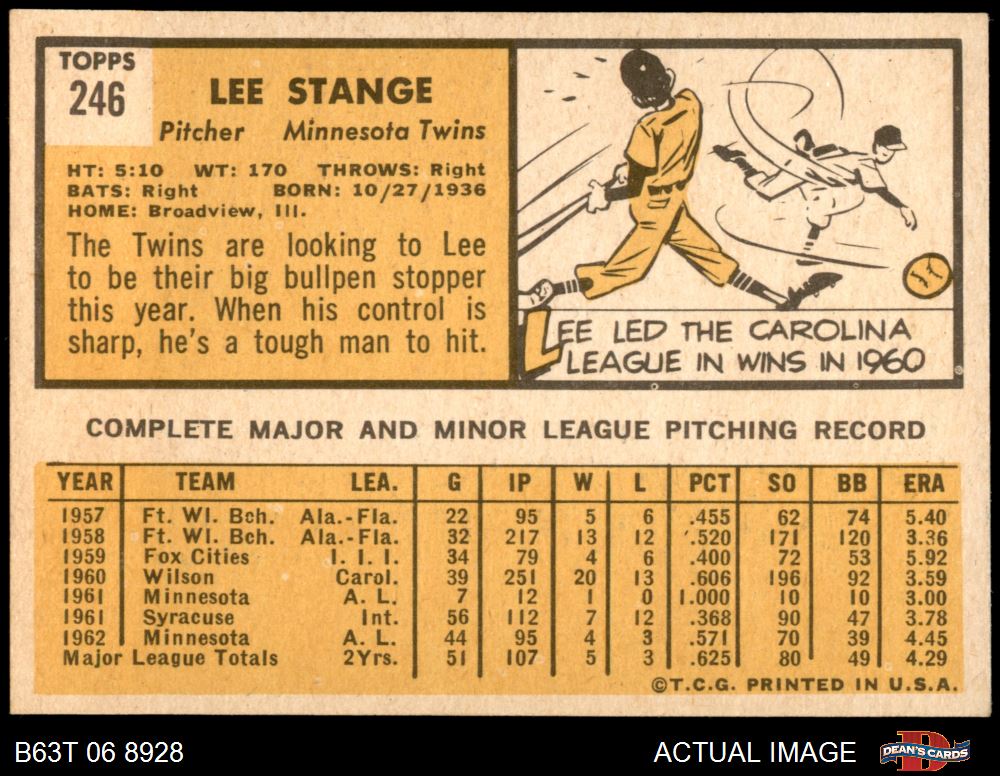 TOPPS
246
LEE STANGE
Pitcher Minnesota Twins
HT: 5:10 WT: 170 THROWS: Right
BATS: Right BORN: 10/27/1936
HOME: Broadview, Ill.
The Twins are looking to Lee
to be their big bullpen stopper
this year. When his control is
sharp, he's a tough man to hit.
LEE LED THE CAROLINA
LEAGUE IN WINS IN 1960
COMPLETE MAJOR AND MINOR LEAGUE PITCHING RECORD
YEAR TEAM LEA. G IP W L PCT SO BB ERA
1957 Ft. Wl. Bch. Ala.-Fla. 22 95 5 6 .455 62 74 5.40
1958 Ft. Wl. Bch. Ala.-Fla. 32 217 13 12 .520 171 120 3.36
1959 Fox Cities I. I. I. 34 79 4 6 .400 72 53 5.92
1960 Wilson Carol. 39 251 20 13 .606 196 92 3.59
1961 Minnesota A. L. 7 12 1 0 1.000 10 10 3.00
1961 Syracuse Int. 56 112 7 12 .368 90 47 3.78
1962 Minnesota A. L. 44 95 4 3 .571 70 39 4.45
Major League Totals 2Yrs. 51 107 5 3 .625 80 49 4.29
©T.C.G. PRINTED IN U.S.A.
B63T 06 8928
ACTUAL IMAGE
DEAN'S CARDS